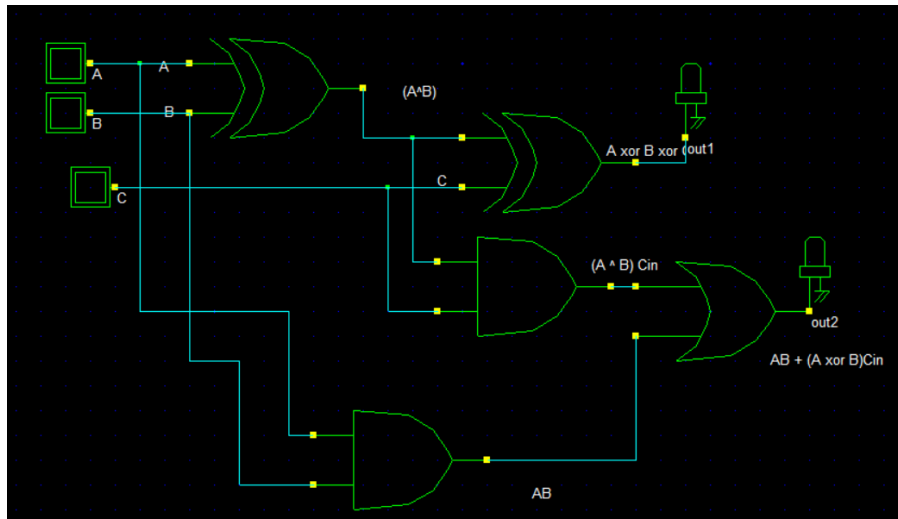 A
A
B
B
(A^B)
A xor B xor
out1
C
C
(A ^ B) Cin
out2
AB + (A xor B)Cin
AB